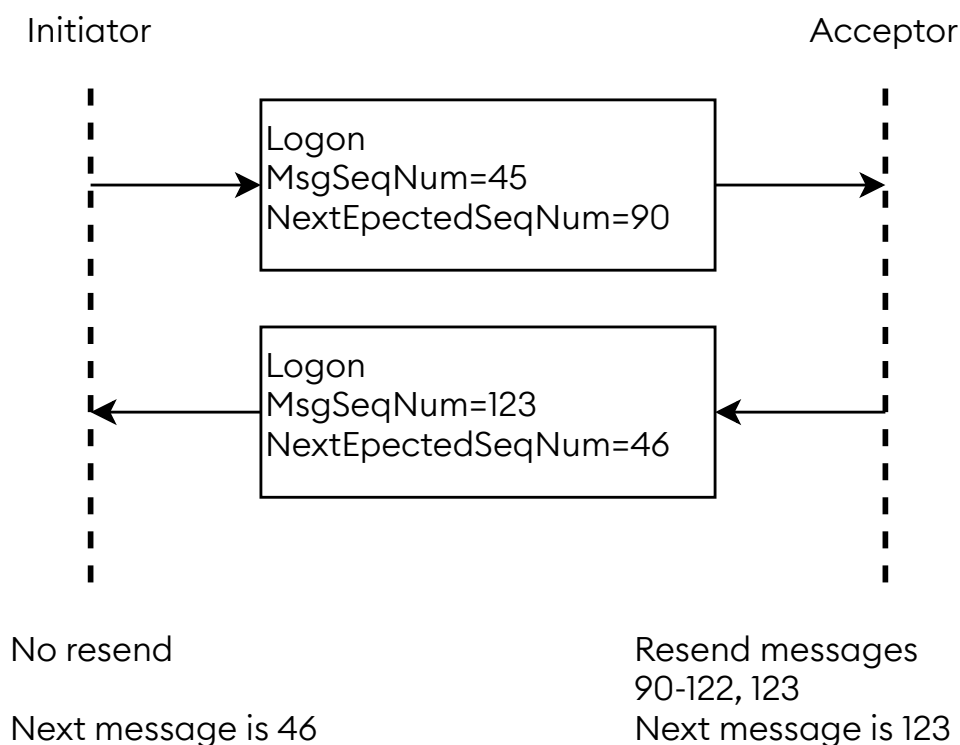 Initiator
Acceptor
Logon
MsgSeqNum=45
NextEpectedSeqNum=90
Logon
MsgSeqNum=123
NextEpectedSeqNum=46
No resend
Next message is 46
Resend messages
90-122, 123
Next message is 123